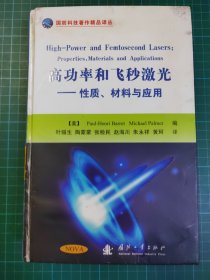 国防科技著作精品译丛
High-Power and Femtosecond Lasers:
Properties, Materials and Applications
高功率和飞秒激光
——性质、材料与应用
【美】 Paul-Henri Barret Michael Palmer 编
叶锡生 陶蒙蒙 张检民 赵海川 朱永祥 黄珂 译
NOVA
国防工业出版社